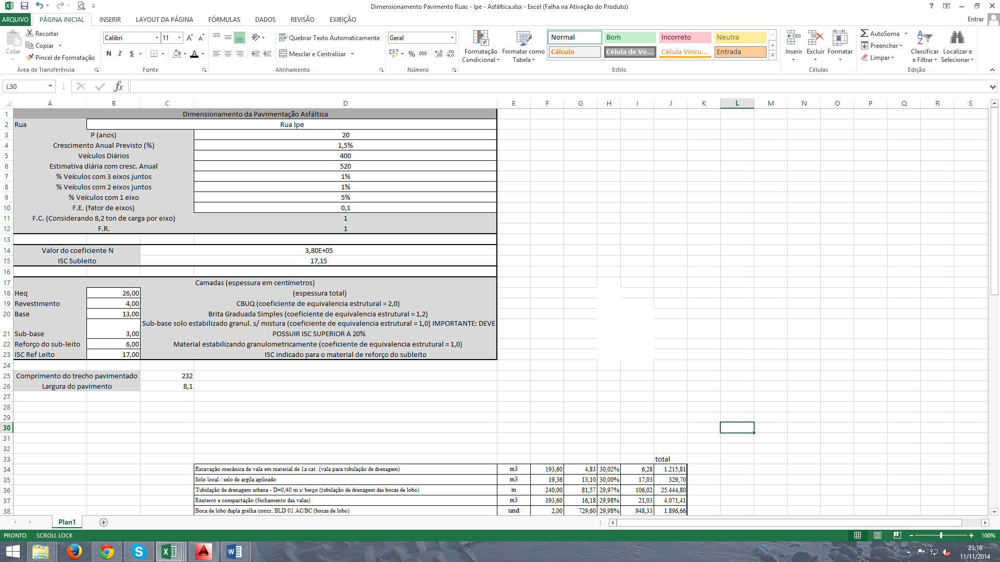 Dimensionamento Pavimento Ruas - Ipe - Asfáltica.xlsx - Excel (Falha na Ativação do Produto)
ARQUIVO PÁGINA INICIAL INSERIR LAYOUT DA PÁGINA FÓRMULAS DADOS REVISÃO EXIBIÇÃO Entrar
Colar
Recortar
Copiar
Pincel de Formatação
Área de Transferência
Calibri 11
N I S A
Fonte
Quebrar Texto Automaticamente
Mesclar e Centralizar
Alinhamento
Geral
% 000
Número
Formatação Condicional
Formatar como Tabela
Normal Bom Incorreto Neutra
Cálculo Célula de Ve... Célula Vincu... Entrada
Estilo
Inserir Excluir Formatar
Células
AutoSoma
Preencher
Limpar
Classificar e Filtrar
Localizar e Selecionar
Edição
L30 fx
A B C D E F G H I J K L M N O P Q R S
1 Dimensionamento da Pavimentação Asfáltica
2 Rua Rua Ipe
3 P (anos) 20
4 Crescimento Anual Previsto (%) 1,5%
5 Veículos Diários 400
6 Estimativa diária com cresc. Anual 520
7 % Veículos com 3 eixos juntos 1%
8 % Veículos com 2 eixos juntos 1%
9 % Veículos com 1 eixo 5%
10 F.E. (fator de eixos) 0,1
11 F.C. (Considerando 8,2 ton de carga por eixo) 1
12 F.R. 1
13
14 Valor do coeficiente N 3,80E+05
15 ISC Subleito 17,15
16
17 Camadas (espessura em centímetros)
18 Heq 26,00 (espessura total)
19 Revestimento 4,00 CBUQ (coeficiente de equivalencia estrutural = 2,0)
20 Base 13,00 Brita Graduada Simples (coeficiente de equivalencia estrutural = 1,2)
Sub-base solo estabilizado granul. s/ mistura (coeficiente de equivalencia estrutural = 1,0) IMPORTANTE: DEVE
21 Sub-base 3,00 POSSUIR ISC SUPERIOR A 20%
22 Reforço do sub-leito 6,00 Material estabilizando granulometricamente (coeficiente de equivalencia estrutural = 1,0)
23 ISC Ref Leito 17,00 ISC indicado para o material de reforço do subleito
24
25 Comprimento do trecho pavimentado 232
26 Largura do pavimento 8,1
27
28
29
30
31
32
33 total
34 Escavação mecânica de vala em material de 1a cat. (vala para tubulação de drenagem) m3 193,60 4,83 30,02% 6,28 1.215,81
35 Solo local / selo de argila apiloado m3 19,36 13,10 30,00% 17,03 329,70
36 Tubulação de drenagem urbana - D=0,40 m s/ berço (tubulação de drenagem das bocas de lobo) m 240,00 81,57 29,97% 106,02 25.444,80
37 Reaterro e compactação (fechamento das valas) m3 193,60 16,18 29,98% 21,03 4.071,41
38 Boca de lobo dupla grelha concr. BLD 01 AC/BC (bocas de lobo) und 2,00 729,60 29,98% 948,33 1.896,66
Plan1
PRONTO SCROLL LOCK 100%
21:16
11/11/2014